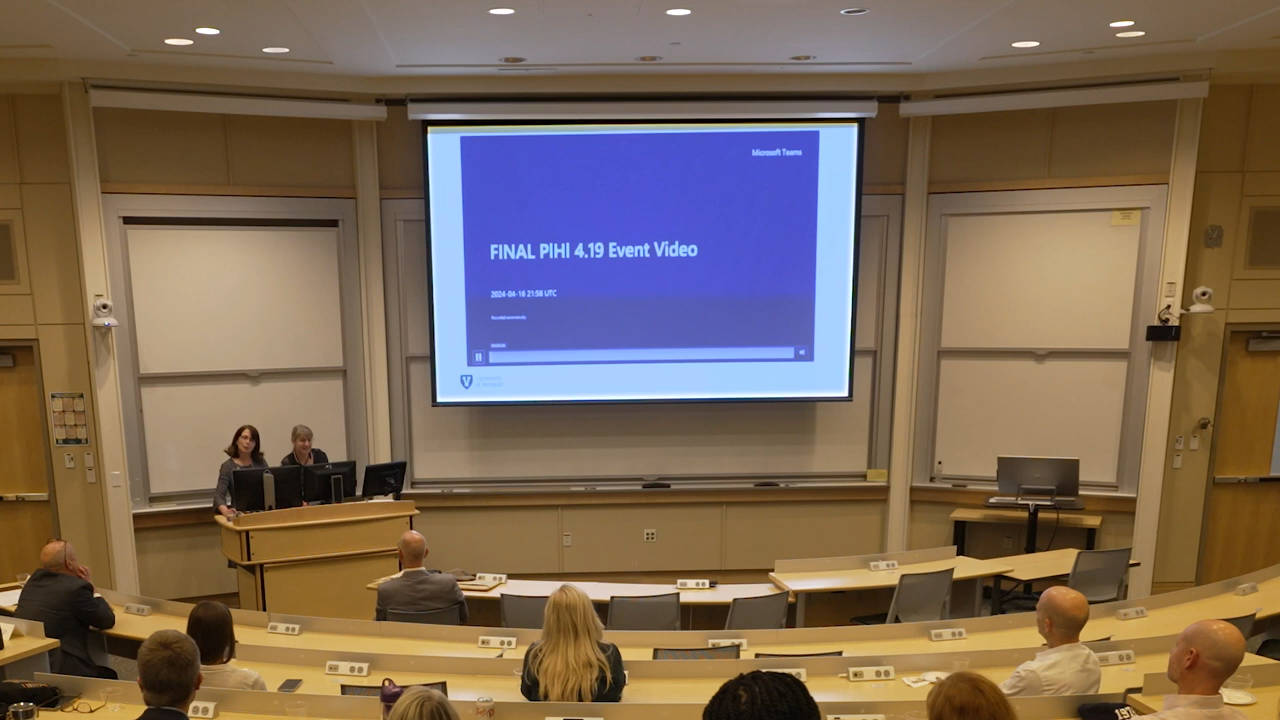 Microsoft Teams
FINAL PIHI 4.19 Event Video
2024-04-16 21:58 UTC
V